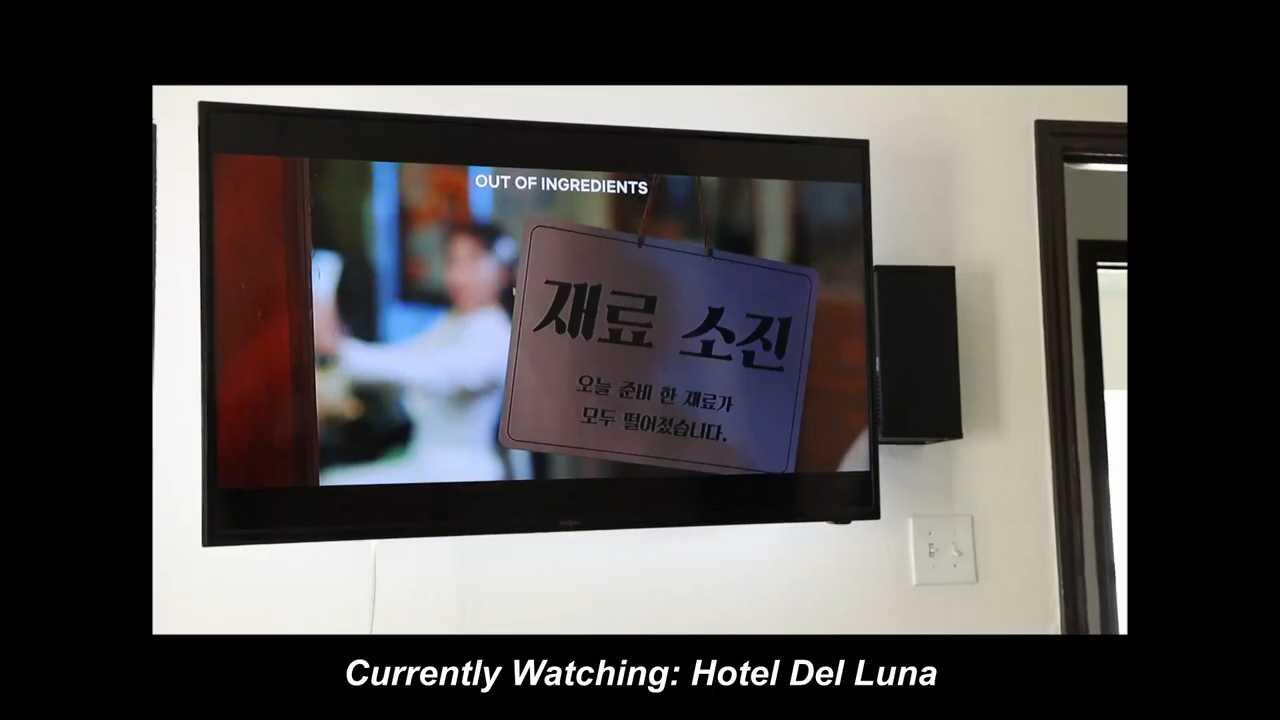 OUT OF INGREDIENTS
재료 소진
오늘 준비 한 재료가
모두 떨어졌습니다.
Currently Watching: Hotel Del Luna